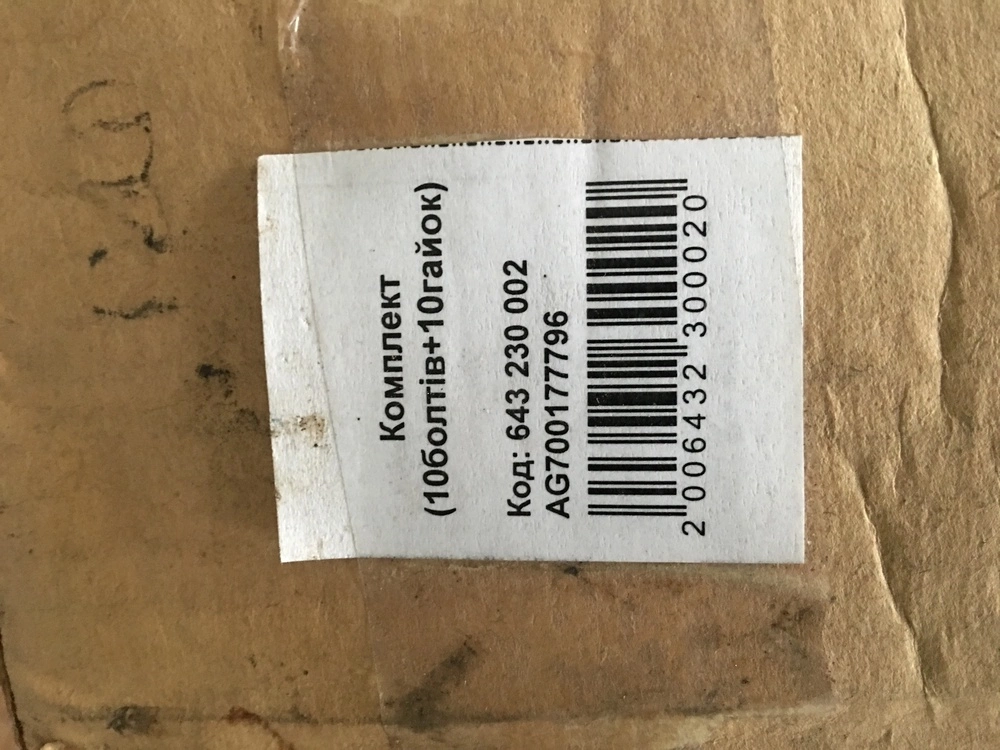 Комплект
(10болтів+10гайок)
Код: 643 230 002
AG700177796
2 006432 300020